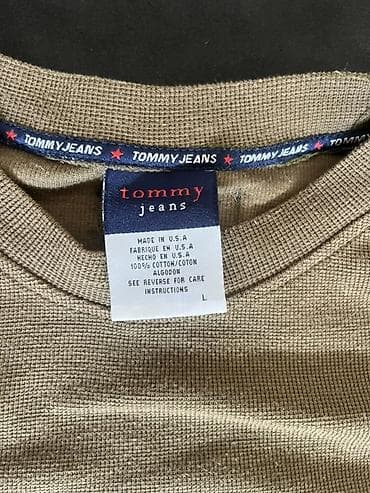 TOMMY JEANS ★ TOMMY JEANS ★ TOMMY JEANS ★
tommy
jeans
MADE IN U.S.A
FABRIQUE EN U.S.A
HECHO EN U.S.A
100% COTTON/COTON
ALGODON
SEE REVERSE FOR CARE
INSTRUCTIONS
L